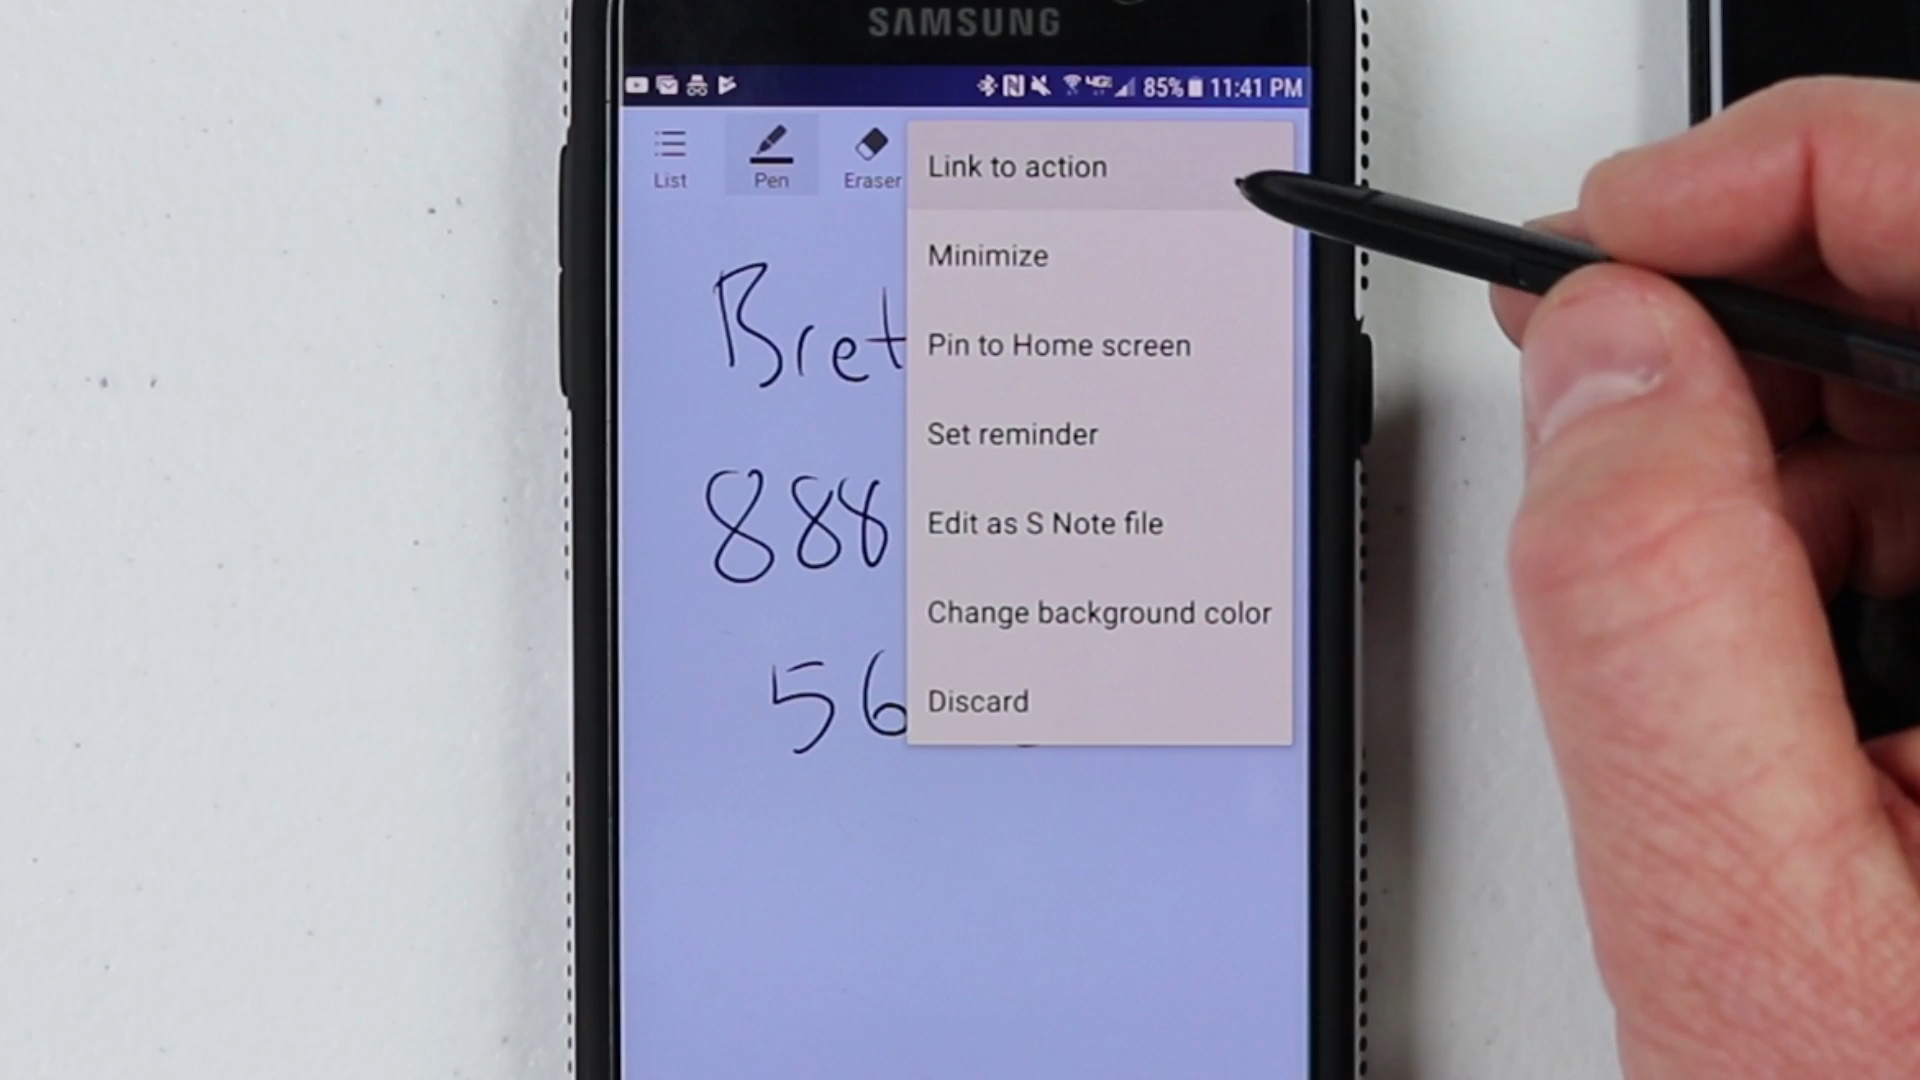 SAMSUNG
85% 11:41 PM
List Pen Eraser
Link to action
Minimize
Pin to Home screen
Set reminder
Edit as S Note file
Change background color
Discard
Bret
888
56